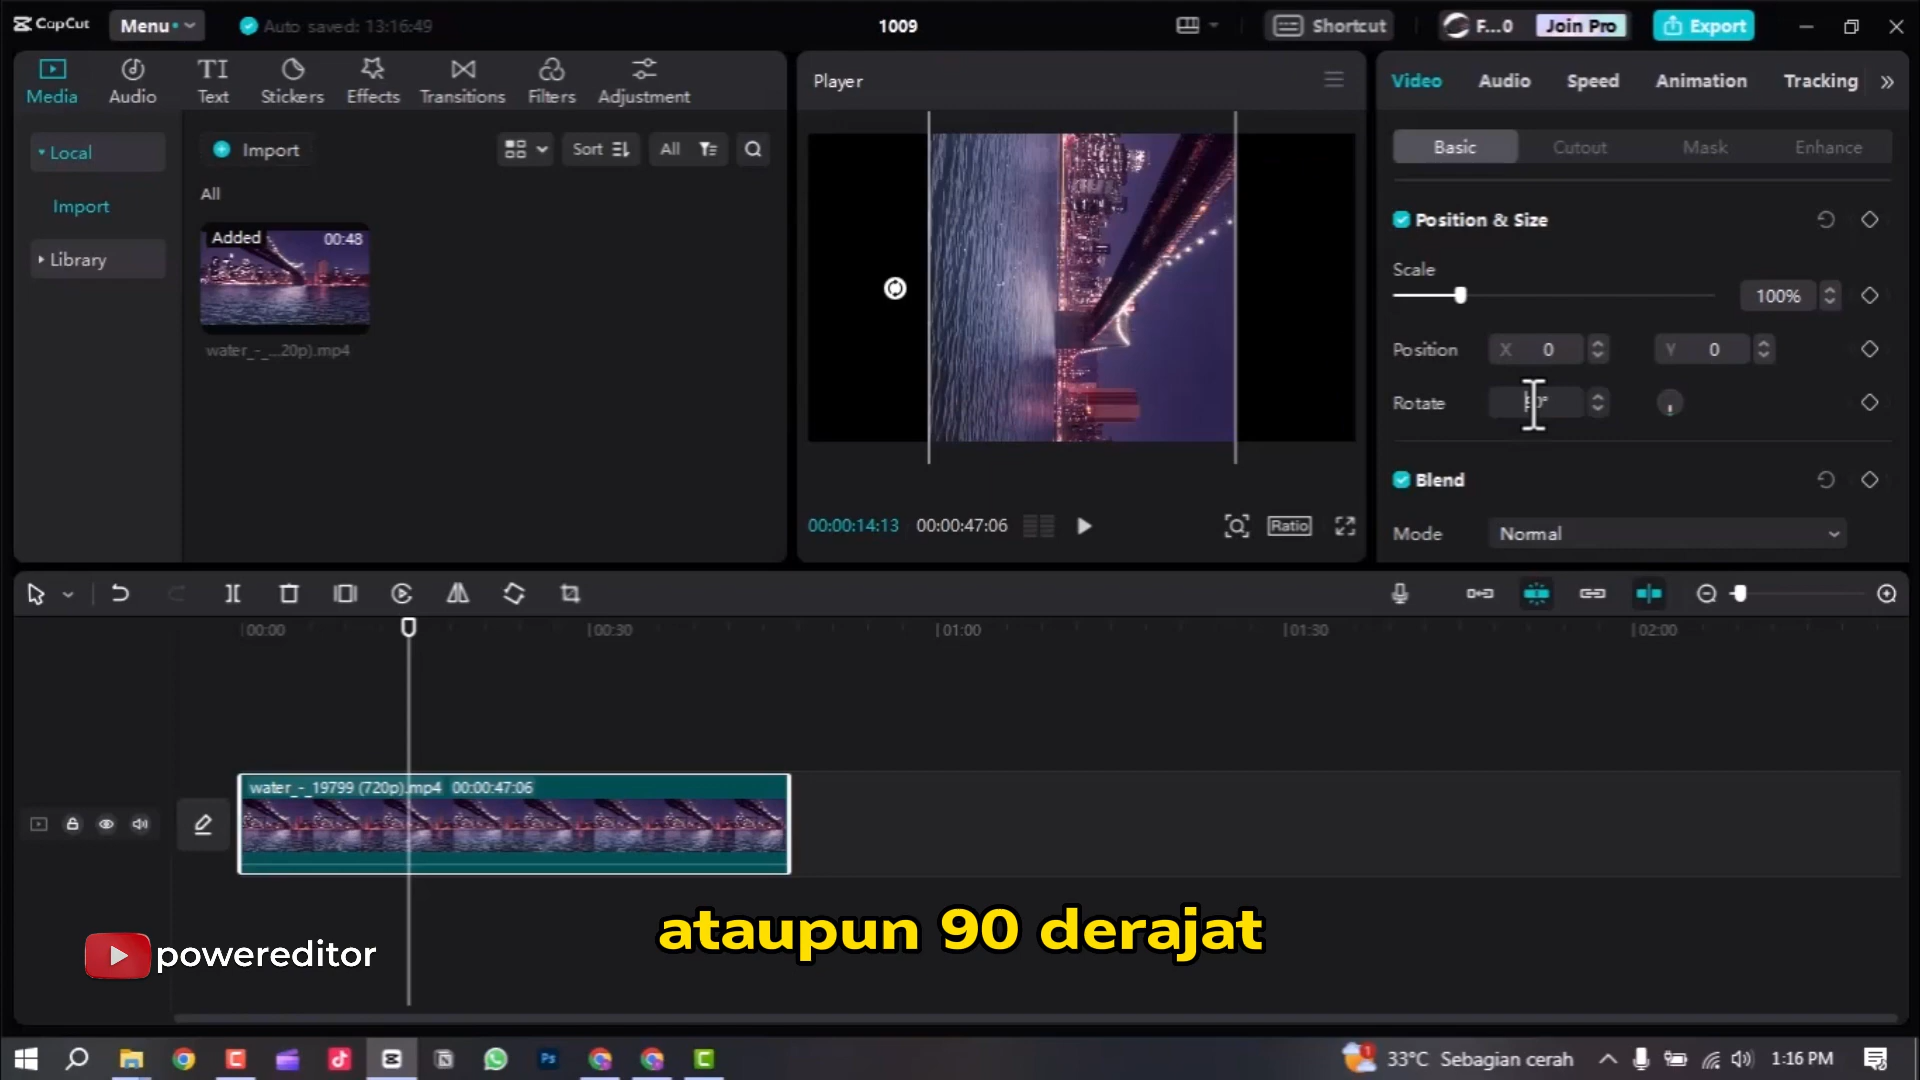 CapCut
Menu
Auto saved: 13:16:49
1009
Shortcut
F...0
Join Pro
Export
Media
Audio
Text
Stickers
Effects
Transitions
Filters
Adjustment
Local
Import
Library
Import
Sort
All
All
Added
00:48
water_-_...20p).mp4
Player
00:00:14:13
00:00:47:06
Ratio
Video
Audio
Speed
Animation
Tracking
Basic
Cutout
Mask
Enhance
Position & Size
Scale
100%
Position
X 0
Y 0
Rotate
Blend
Mode
Normal
00:00
00:30
01:00
01:30
02:00
water_-_19799 (720p).mp4 00:00:47:06
ataupun 90 derajat
powereditor
Ps
33°C Sebagian cerah
1:16 PM